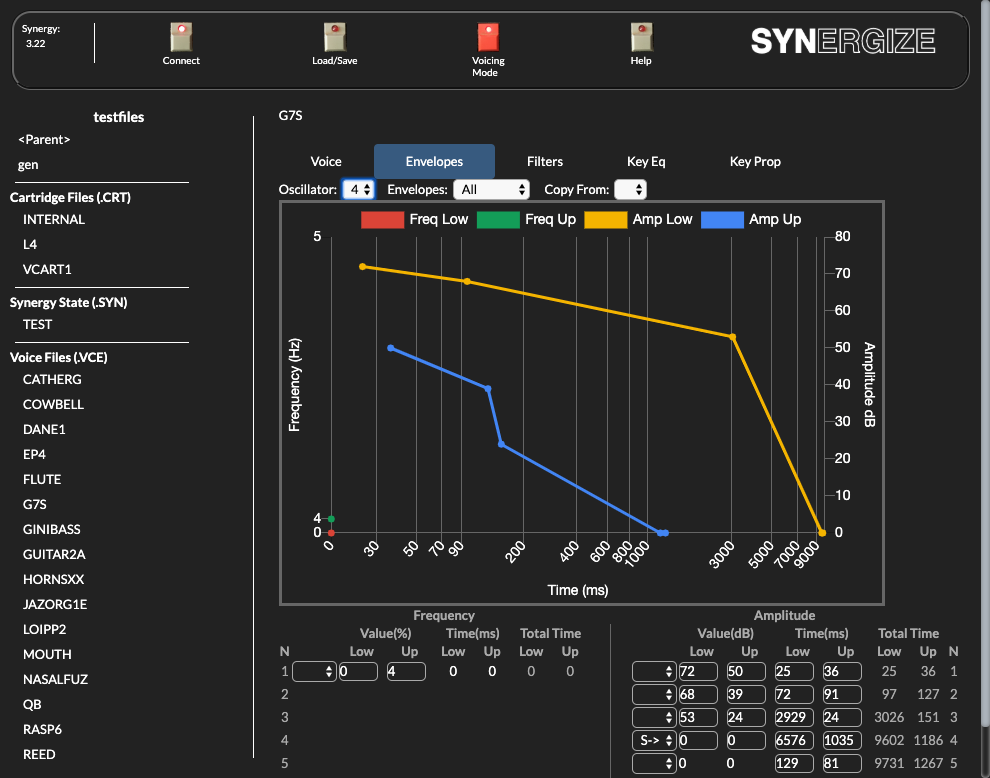 Synergy:
3.22
Connect
Load/Save
Voicing
Mode
Help
SYNERGIZE
testfiles
<Parent>
gen
Cartridge Files (.CRT)
INTERNAL
L4
VCART1
Synergy State (.SYN)
TEST
Voice Files (.VCE)
CATHERG
COWBELL
DANE1
EP4
FLUTE
G7S
GINIBASS
GUITAR2A
HORNSXX
JAZORG1E
LOIPP2
MOUTH
NASALFUZ
QB
RASP6
REED
G7S
Voice Envelopes Filters Key Eq Key Prop
Oscillator: 4 Envelopes: All Copy From:
Freq Low Freq Up Amp Low Amp Up
5
4
0
Frequency (Hz)
80
70
60
50
40
30
20
10
0
Amplitude dB
0 30 50 70 90 200 400 600 800 1000 3000 5000 7000 9000
Time (ms)
Frequency
Value(%) Time(ms) Total Time
N Low Up Low Up Low Up
1 0 4 0 0 0 0
2
3
4
5
Amplitude
Value(dB) Time(ms) Total Time
Low Up Low Up Low Up N
72 50 25 36 25 36 1
68 39 72 91 97 127 2
53 24 2929 24 3026 151 3
S-> 0 0 6576 1035 9602 1186 4
0 0 129 81 9731 1267 5